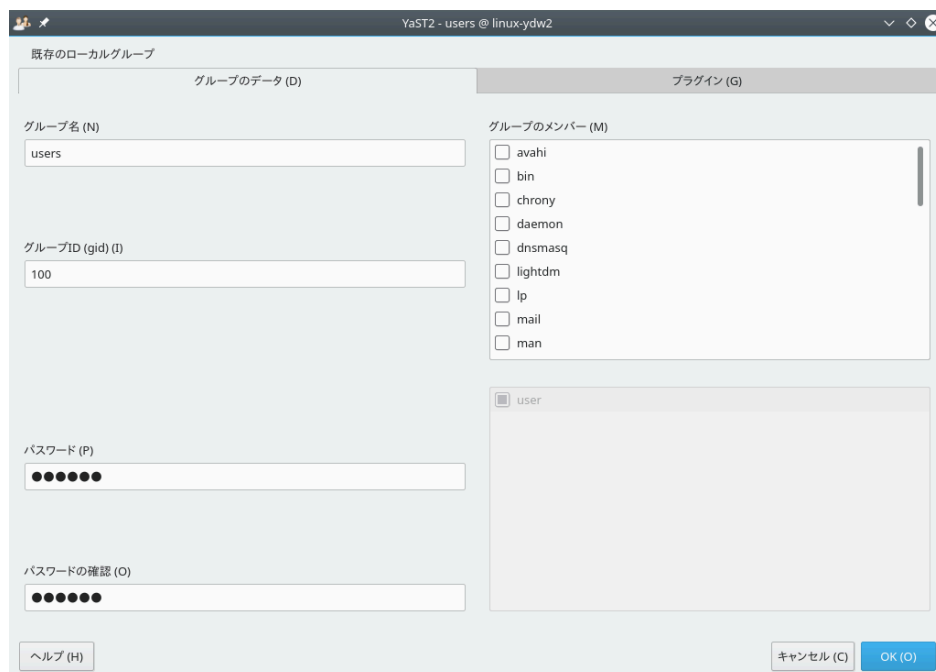 YaST2 - users @ linux-ydw2
既存のローカルグループ
グループのデータ (D)
プラグイン (G)
グループ名 (N)
users
グループID (gid) (I)
100
パスワード (P)
●●●●●●
パスワードの確認 (O)
●●●●●●
グループのメンバー (M)
avahi
bin
chrony
daemon
dnsmasq
lightdm
lp
mail
man
user
ヘルプ (H)
キャンセル (C)
OK (O)